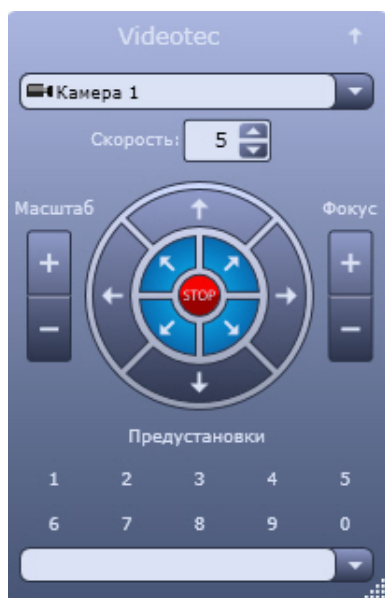 Videotec
Камера 1
Скорость: 5
Масштаб Фокус
+ +
STOP
− −
Предустановки
1 2 3 4 5
6 7 8 9 0